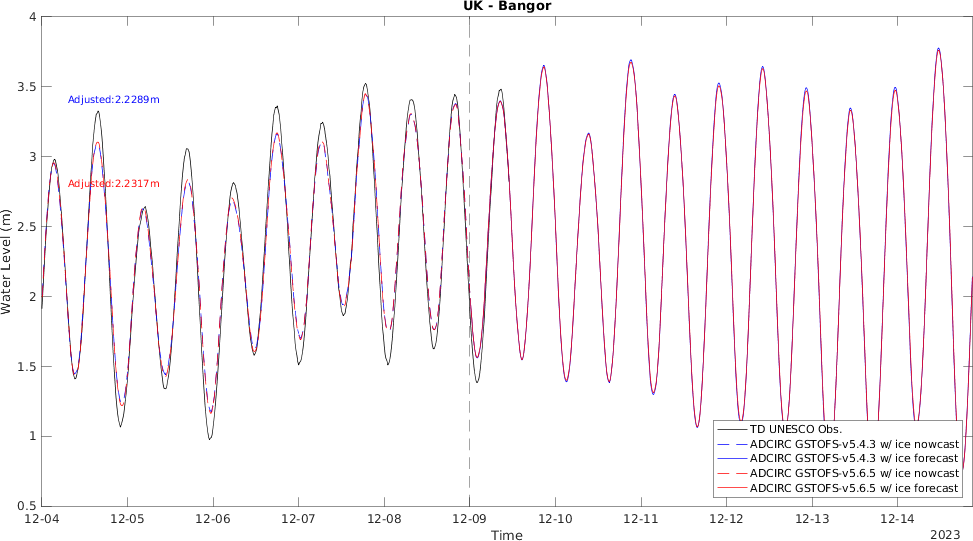 UK - Bangor
4
3.5
3
2.5
2
1.5
1
0.5
Water Level (m)
Adjusted:2.2289m
Adjusted:2.2317m
TD UNESCO Obs.
ADCIRC GSTOFS-v5.4.3 w/ ice nowcast
ADCIRC GSTOFS-v5.4.3 w/ ice forecast
ADCIRC GSTOFS-v5.6.5 w/ ice nowcast
ADCIRC GSTOFS-v5.6.5 w/ ice forecast
12-04 12-05 12-06 12-07 12-08 12-09 12-10 12-11 12-12 12-13 12-14
Time
2023